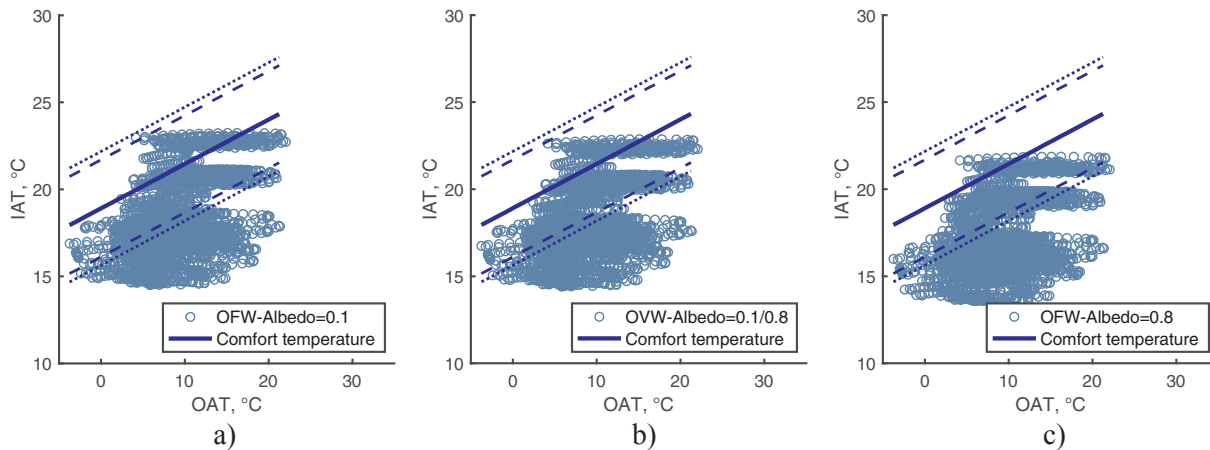 30
25
20
15
10
IAT, °C
0 10 20 30
OAT, °C
OFW-Albedo=0.1
Comfort temperature
a)
30
25
20
15
10
IAT, °C
0 10 20 30
OAT, °C
OVW-Albedo=0.1/0.8
Comfort temperature
b)
30
25
20
15
10
IAT, °C
0 10 20 30
OAT, °C
OFW-Albedo=0.8
Comfort temperature
c)